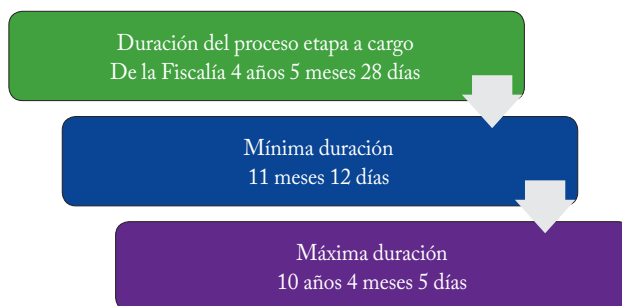 Duración del proceso etapa a cargo
De la Fiscalía 4 años 5 meses 28 días
Mínima duración
11 meses 12 días
Máxima duración
10 años 4 meses 5 días